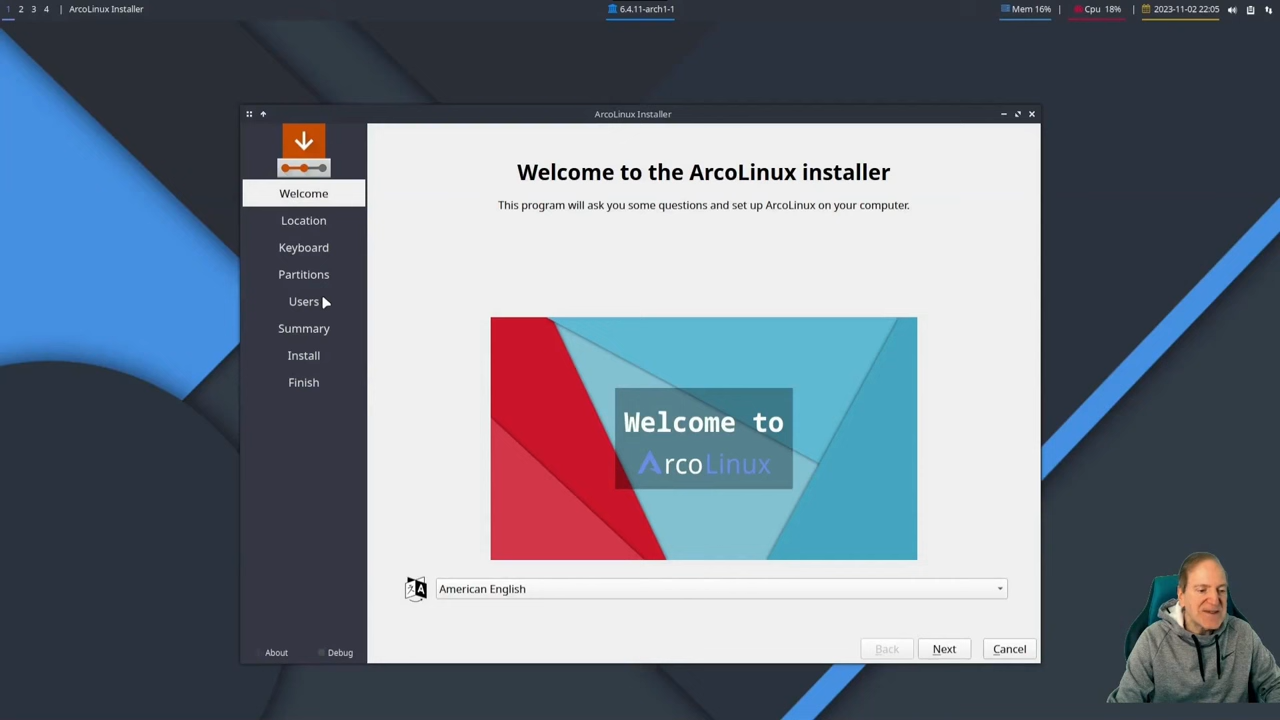 1 2 3 4 | ArcoLinux Installer
6.4.11-arch1-1
Mem 16% | Cpu 18% | 2023-11-02 22:05
ArcoLinux Installer
Welcome
Location
Keyboard
Partitions
Users
Summary
Install
Finish
About
Debug
Welcome to the ArcoLinux installer
This program will ask you some questions and set up ArcoLinux on your computer.
Welcome to
ArcoLinux
American English
Back
Next
Cancel